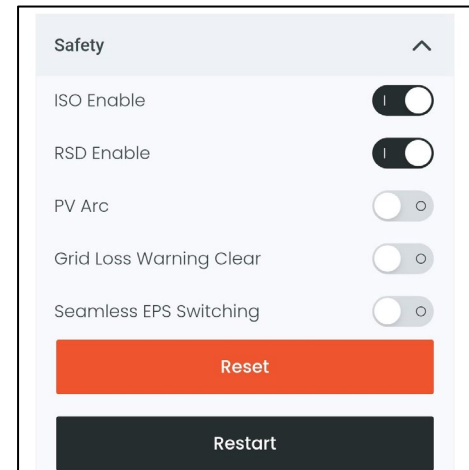 Safety
ISO Enable
RSD Enable
PV Arc
Grid Loss Warning Clear
Seamless EPS Switching
Reset
Restart